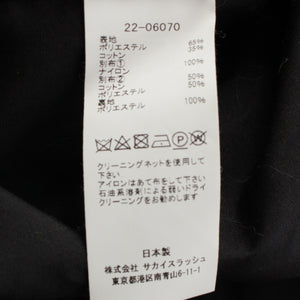 22-06070
表地
ポリエステル 65%
コットン 35%
別布①
ナイロン 100%
別布②
コットン 50%
ポリエステル 50%
裏地
ポリエステル 100%
クリーニングネットを使用して
下さい
アイロンはあて布をして下さい
石油系溶剤による弱いドライ
クリーニングをお勧めします
日本製
株式会社 サカイスラッシュ
東京都港区南青山6-11-1